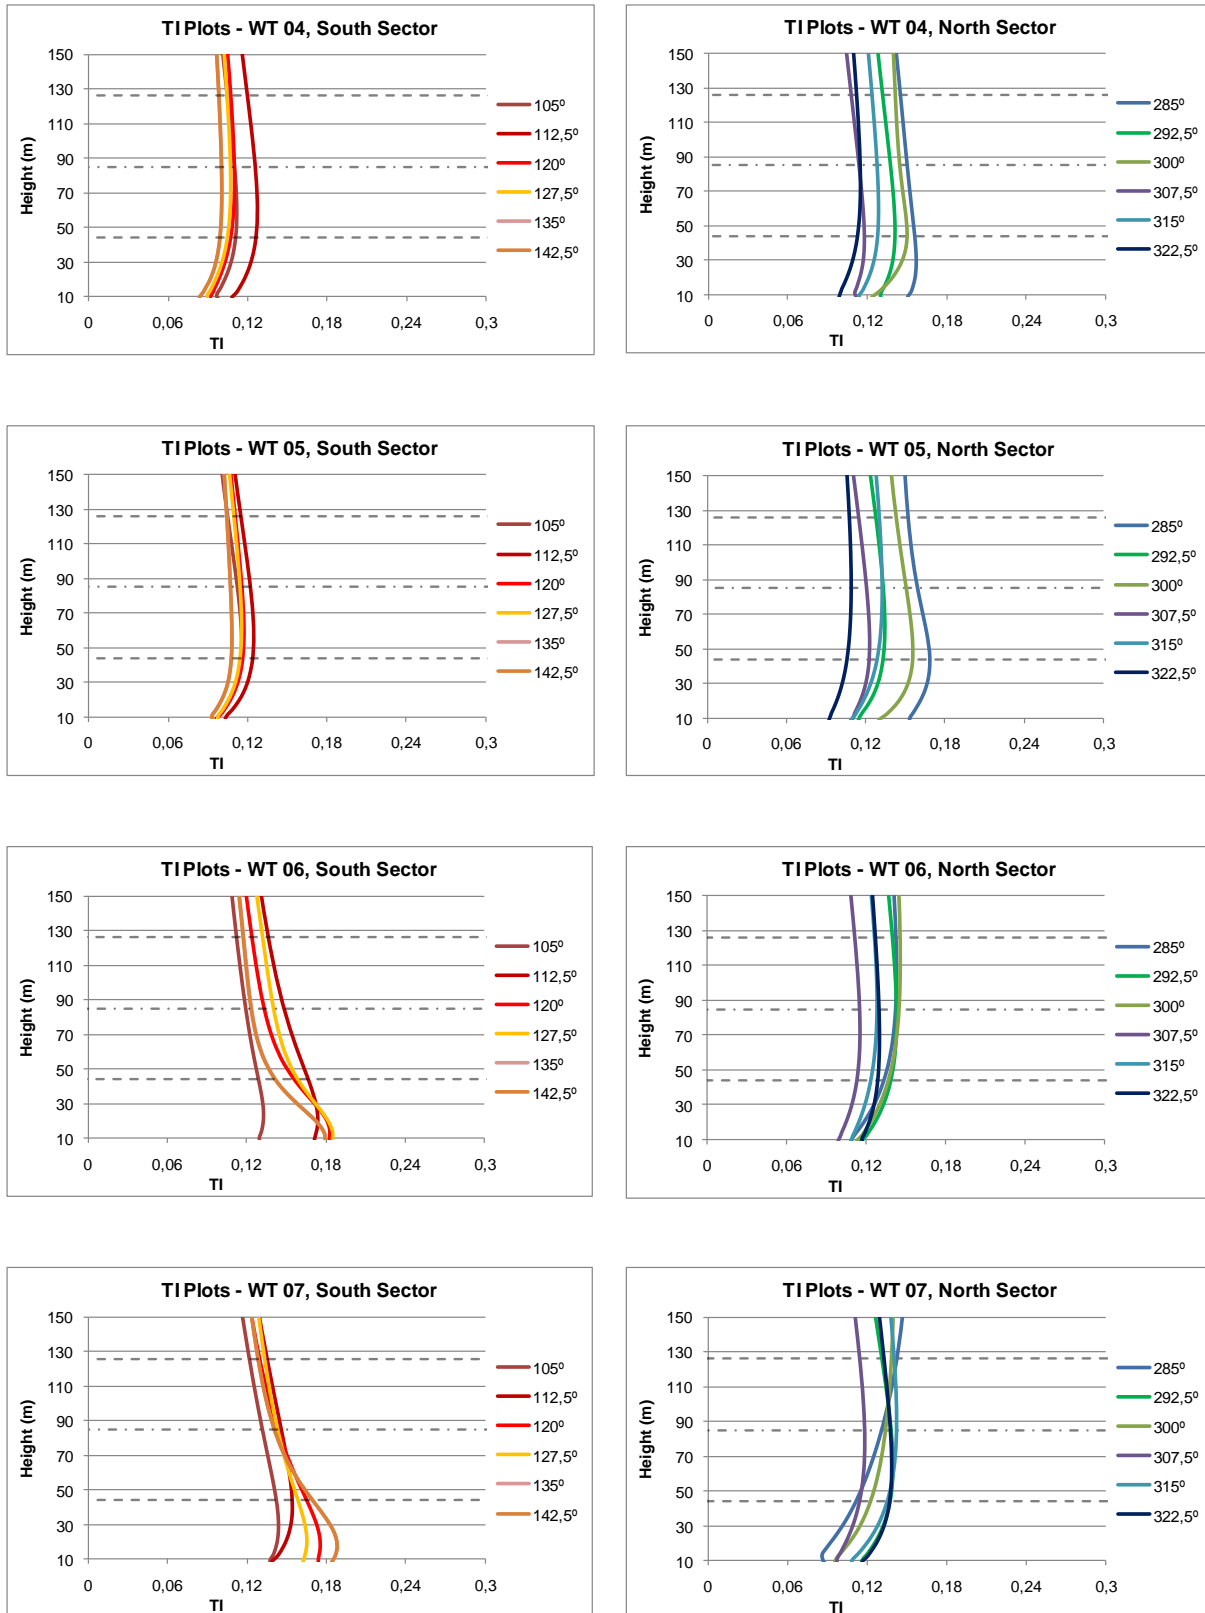 TI Plots - WT 04, South Sector
150
130
110
90
70
50
30
10
Height (m)
0 0,06 0,12 0,18 0,24 0,3
TI
105º
112,5º
120º
127,5º
135º
142,5º
TI Plots - WT 04, North Sector
150
130
110
90
70
50
30
10
Height (m)
0 0,06 0,12 0,18 0,24 0,3
TI
285º
292,5º
300º
307,5º
315º
322,5º
TI Plots - WT 05, South Sector
150
130
110
90
70
50
30
10
Height (m)
0 0,06 0,12 0,18 0,24 0,3
TI
105º
112,5º
120º
127,5º
135º
142,5º
TI Plots - WT 05, North Sector
150
130
110
90
70
50
30
10
Height (m)
0 0,06 0,12 0,18 0,24 0,3
TI
285º
292,5º
300º
307,5º
315º
322,5º
TI Plots - WT 06, South Sector
150
130
110
90
70
50
30
10
Height (m)
0 0,06 0,12 0,18 0,24 0,3
TI
105º
112,5º
120º
127,5º
135º
142,5º
TI Plots - WT 06, North Sector
150
130
110
90
70
50
30
10
Height (m)
0 0,06 0,12 0,18 0,24 0,3
TI
285º
292,5º
300º
307,5º
315º
322,5º
TI Plots - WT 07, South Sector
150
130
110
90
70
50
30
10
Height (m)
0 0,06 0,12 0,18 0,24 0,3
TI
105º
112,5º
120º
127,5º
135º
142,5º
TI Plots - WT 07, North Sector
150
130
110
90
70
50
30
10
Height (m)
0 0,06 0,12 0,18 0,24 0,3
TI
285º
292,5º
300º
307,5º
315º
322,5º